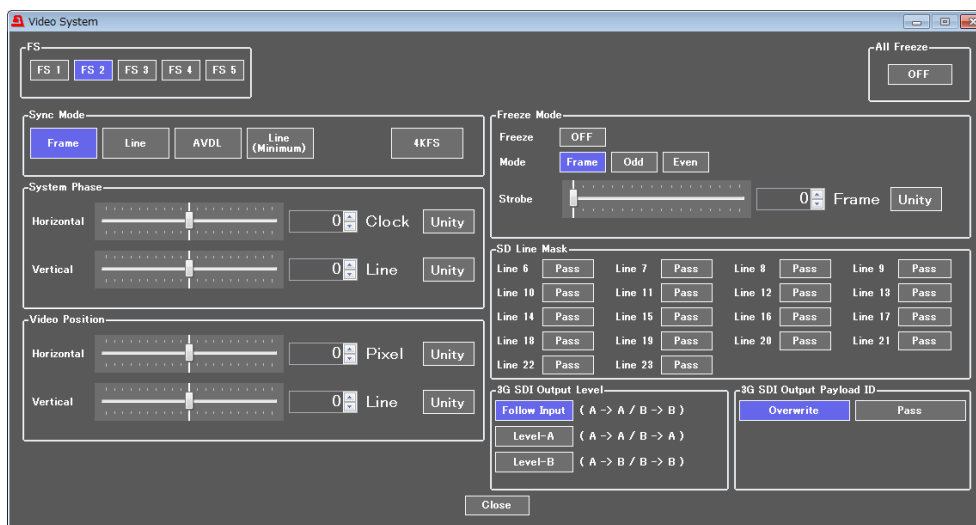 Video System
FS
FS 1 FS 2 FS 3 FS 4 FS 5
All Freeze
OFF
Sync Mode
Frame Line AVDL Line (Minimum) 4KFS
System Phase
Horizontal 0 Clock Unity
Vertical 0 Line Unity
Video Position
Horizontal 0 Pixel Unity
Vertical 0 Line Unity
Freeze Mode
Freeze OFF
Mode Frame Odd Even
Strobe 0 Frame Unity
SD Line Mask
Line 6 Pass Line 7 Pass Line 8 Pass Line 9 Pass
Line 10 Pass Line 11 Pass Line 12 Pass Line 13 Pass
Line 14 Pass Line 15 Pass Line 16 Pass Line 17 Pass
Line 18 Pass Line 19 Pass Line 20 Pass Line 21 Pass
Line 22 Pass Line 23 Pass
3G SDI Output Level
Follow Input ( A -> A / B -> B )
Level-A ( A -> A / B -> A )
Level-B ( A -> B / B -> B )
3G SDI Output Payload ID
Overwrite Pass
Close